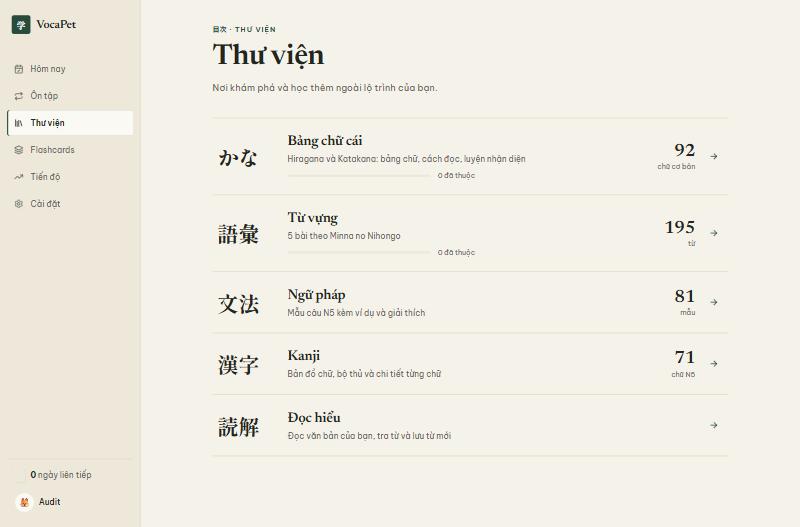 学 VocaPet
Hôm nay
Ôn tập
Thư viện
Flashcards
Tiến độ
Cài đặt
0 ngày liên tiếp
Audit
目次 · THƯ VIỆN
Thư viện
Nơi khám phá và học thêm ngoài lộ trình của bạn.
かな
Bảng chữ cái
Hiragana và Katakana: bảng chữ, cách đọc, luyện nhận diện
0 đã thuộc
92
chữ cơ bản
→
語彙
Từ vựng
5 bài theo Minna no Nihongo
0 đã thuộc
195
từ
→
文法
Ngữ pháp
Mẫu câu N5 kèm ví dụ và giải thích
81
mẫu
→
漢字
Kanji
Bản đồ chữ, bộ thủ và chi tiết từng chữ
71
chữ N5
→
読解
Đọc hiểu
Đọc văn bản của bạn, tra từ và lưu từ mới
→